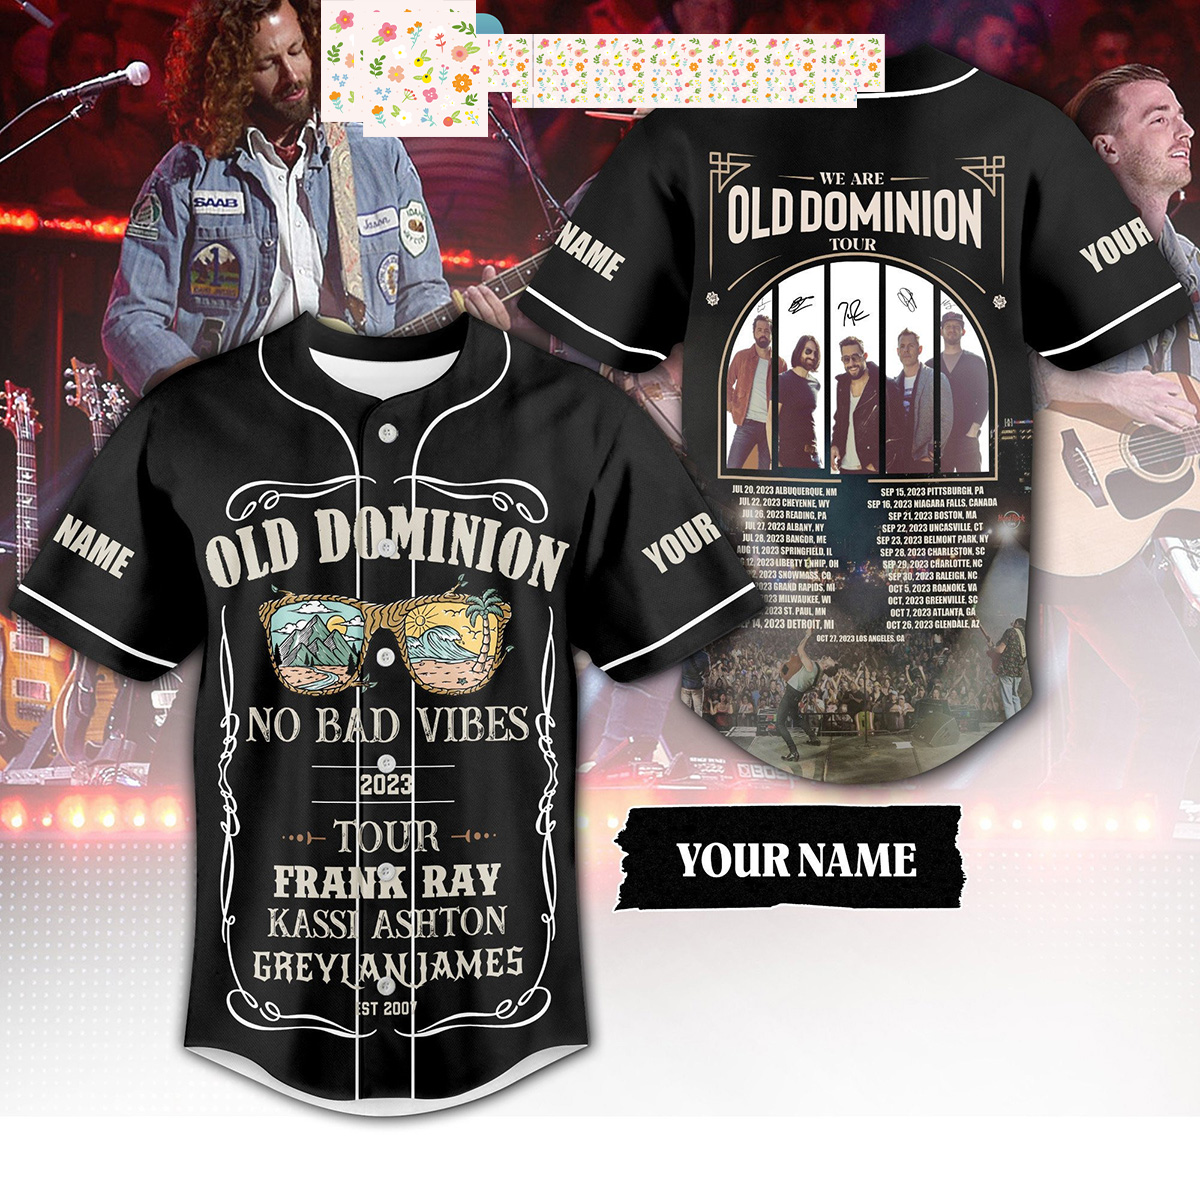 SAAB
Jason
WE ARE
OLD DOMINION
TOUR
NAME
YOUR
JUL 20, 2023 ALBUQUERQUE, NM
JUL 22, 2023 CHEYENNE, WY
JUL 26, 2023 READING, PA
JUL 27, 2023 ALBANY, NY
JUL 28, 2023 BANGOR, ME
AUG 11, 2023 SPRINGFIELD, IL
12, 2023 LIBERTY
2023 SNOWMASS, CO
2023 GRAND RAPIDS, MI
2023 MILWAUKEE, WI
2023 ST. PAUL, MN
14, 2023 DETROIT, MI
SEP 15, 2023 PITTSBURGH, PA
SEP 16, 2023 NIAGARA FALLS, CANADA
SEP 21, 2023 BOSTON, MA
SEP 22, 2023 UNCASVILLE, CT
SEP 23, 2023 BELMONT PARK, NY
SEP 28, 2023 CHARLESTON, SC
SEP 29, 2023 CHARLOTTE, NC
SEP 30, 2023 RALEIGH, NC
OCT 5, 2023 ROANOKE, VA
OCT, 2023 GREENVILLE, SC
OCT 7, 2023 ATLANTA, GA
OCT 26, 2023 GLENDALE, AZ
OCT 27, 2023 LOS ANGELES, CA
NAME
YOUR
OLD DOMINION
NO BAD VIBES
2023
TOUR
FRANK RAY
KASSI ASHTON
GREYLAN JAMES
EST 2007
YOUR NAME